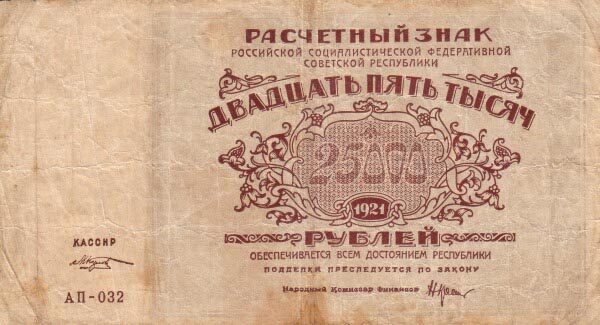 РАСЧЕТНЫЙ ЗНАК
РОССИЙСКОЙ СОЦИАЛИСТИЧЕСКОЙ ФЕДЕРАТИВНОЙ
СОВЕТСКОЙ РЕСПУБЛИКИ
ДВАДЦАТЬ ПЯТЬ ТЫСЯЧ
25000
1921
РУБЛЕЙ
ОБЕСПЕЧИВАЕТСЯ ВСЕМ ДОСТОЯНИЕМ РЕСПУБЛИКИ
ПОДДЕЛКИ ПРЕСЛЕДУЕТСЯ ПО ЗАКОНУ
Народный Комиссар Финансов
КАССИР
АП-032